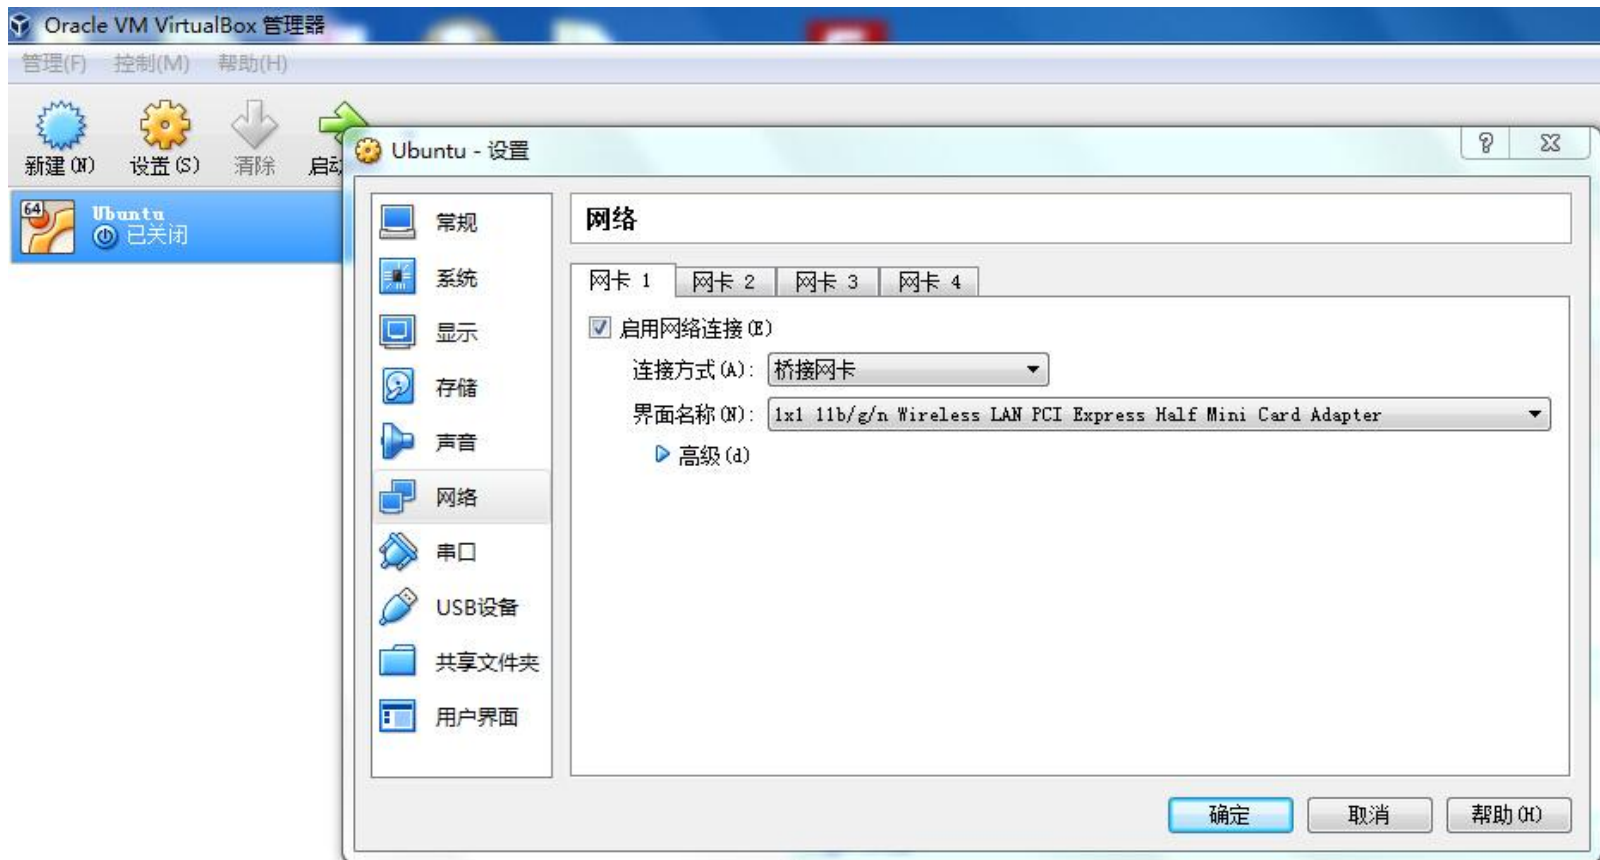 Oracle VM VirtualBox 管理器
管理(F) 控制(M) 帮助(H)
新建(N) 设置(S) 清除 启动
64
Ubuntu
已关闭
Ubuntu - 设置
常规
系统
显示
存储
声音
网络
串口
USB设备
共享文件夹
用户界面
网络
网卡 1 网卡 2 网卡 3 网卡 4
启用网络连接(E)
连接方式(A): 桥接网卡
界面名称(N): 1x1 11b/g/n Wireless LAN PCI Express Half Mini Card Adapter
高级(d)
确定 取消 帮助(H)